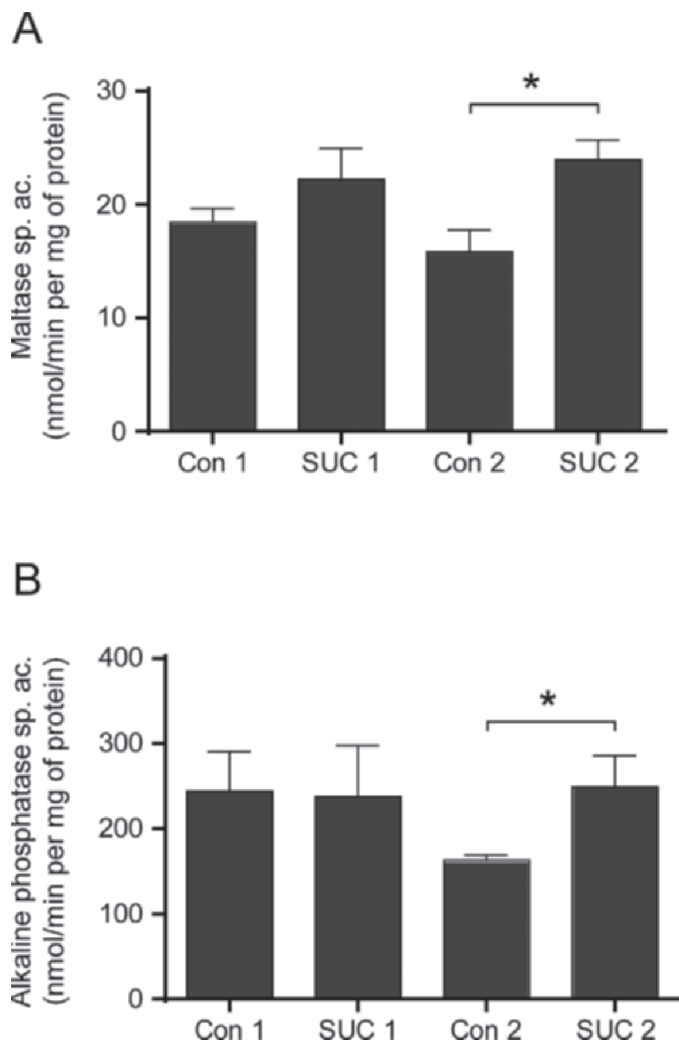 A
Maltase sp. ac.
(nmol/min per mg of protein)
30
20
10
0
*
Con 1 SUC 1 Con 2 SUC 2
B
Alkaline phosphatase sp. ac.
(nmol/min per mg of protein)
400
300
200
100
0
*
Con 1 SUC 1 Con 2 SUC 2